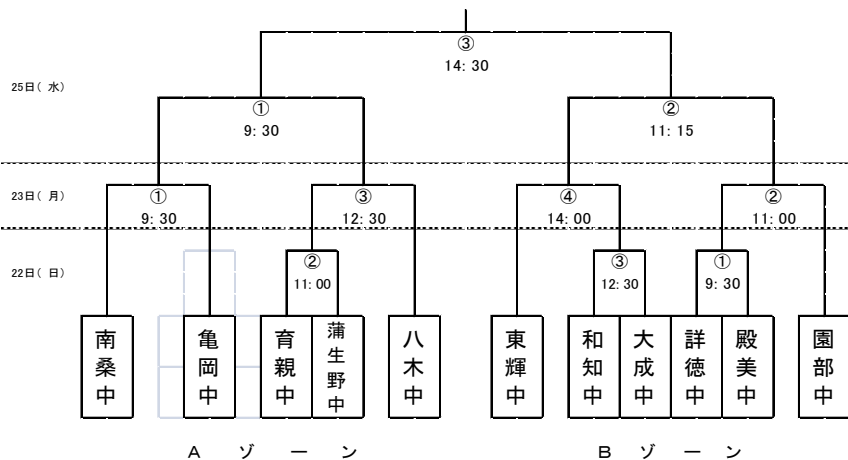 ③
14:30
25日(水)
① ②
9:30 11:15
23日(月)
① ③ ④ ②
9:30 12:30 14:00 11:00
22日(日)
② ③ ①
11:00 12:30 9:30
南桑中 亀岡中 育親中 蒲生野中 八木中 東輝中 和知中 大成中 詳徳中 殿美中 園部中
Aゾーン Bゾーン